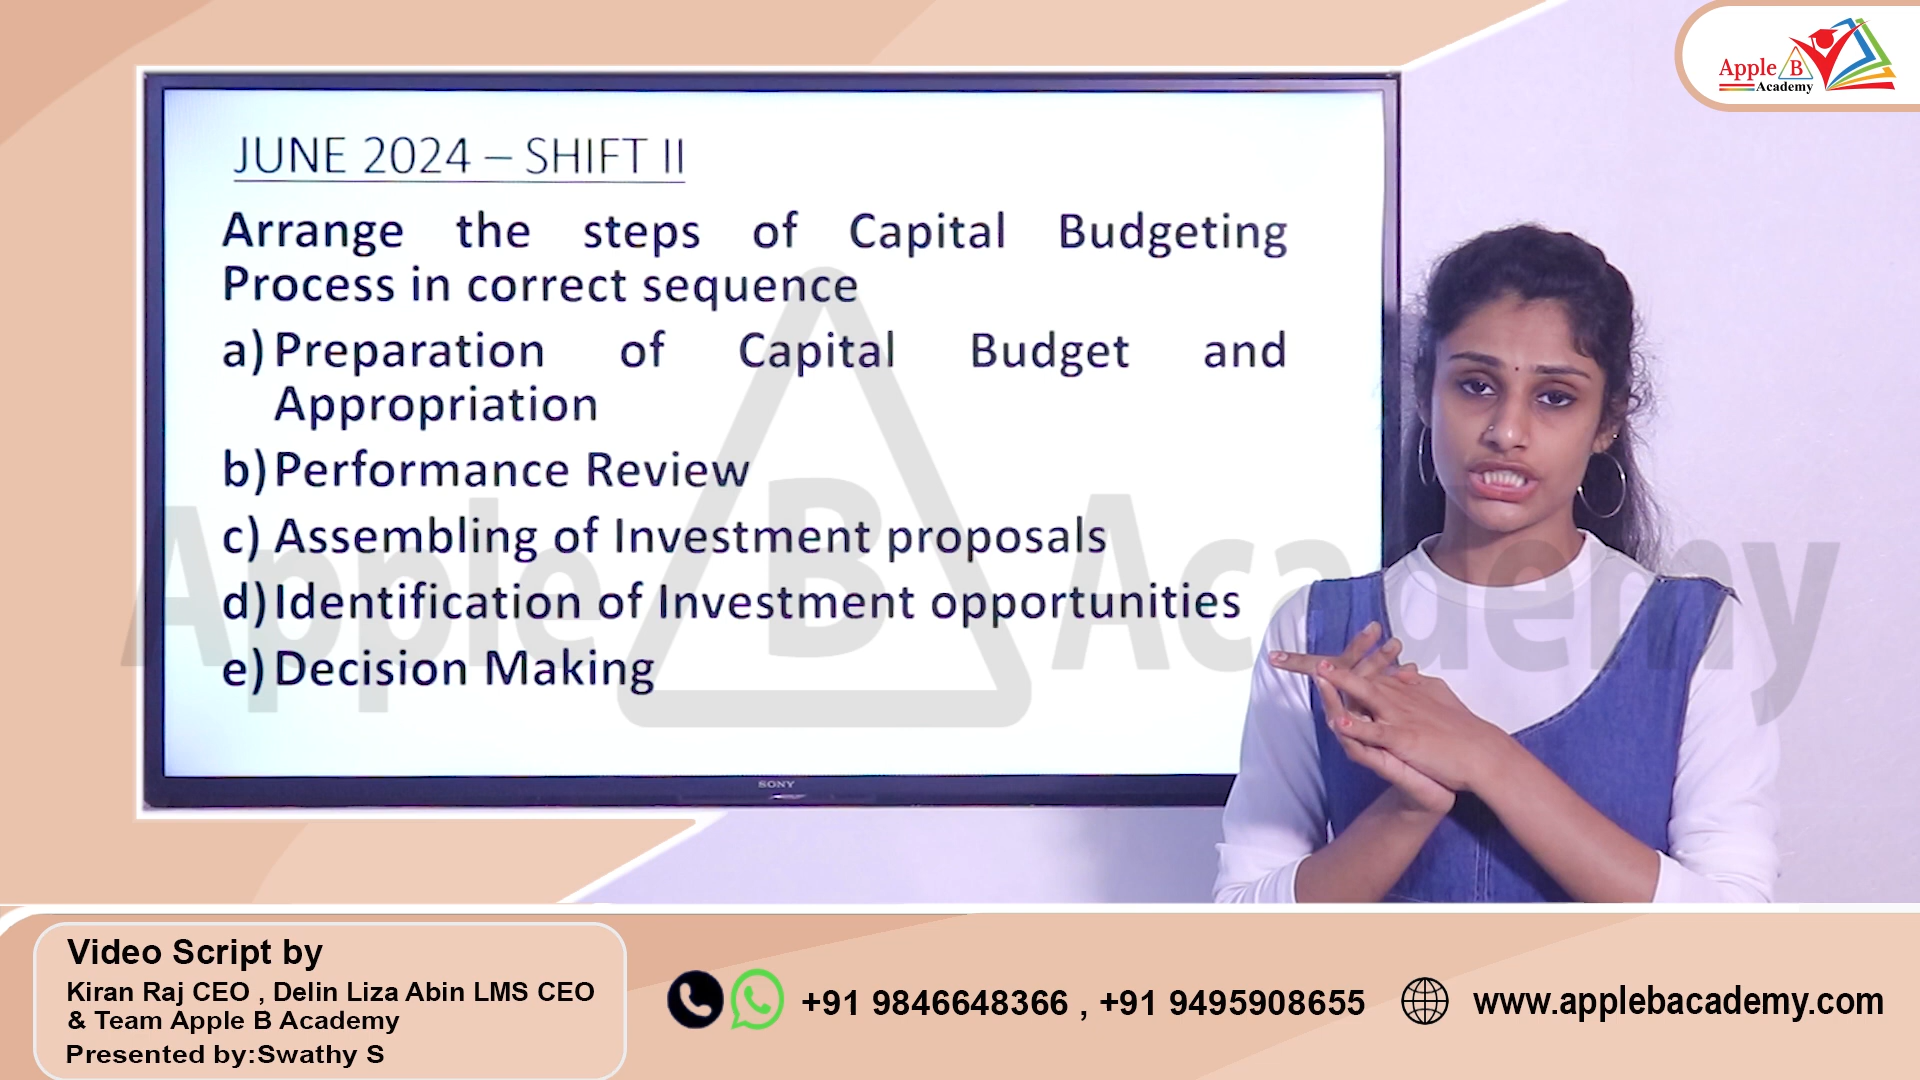 Apple B
Academy
JUNE 2024 – SHIFT II
Arrange the steps of Capital Budgeting
Process in correct sequence
a) Preparation of Capital Budget and
Appropriation
b) Performance Review
c) Assembling of Investment proposals
d) Identification of Investment opportunities
e) Decision Making
Apple B Academy
SONY
Video Script by
Kiran Raj CEO , Delin Liza Abin LMS CEO
& Team Apple B Academy
Presented by:Swathy S
+91 9846648366 , +91 9495908655
www.applebacademy.com